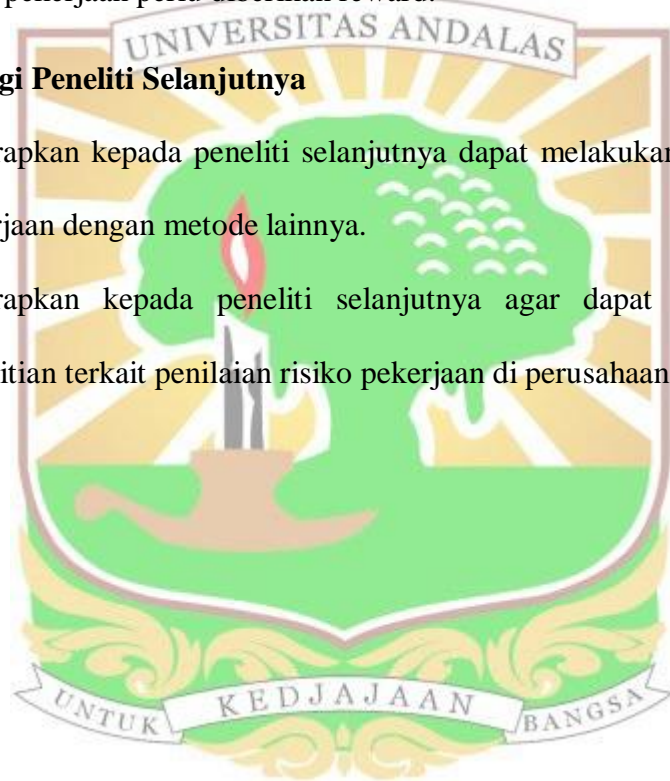 pekerjaan perlu diberikan reward.
UNIVERSITAS ANDALAS
gi Peneliti Selanjutnya
rapkan kepada peneliti selanjutnya dapat melakukan
rjaan dengan metode lainnya.
rapkan kepada peneliti selanjutnya agar dapat
itian terkait penilaian risiko pekerjaan di perusahaan
UNTUK KEDJAJAAN BANGSA